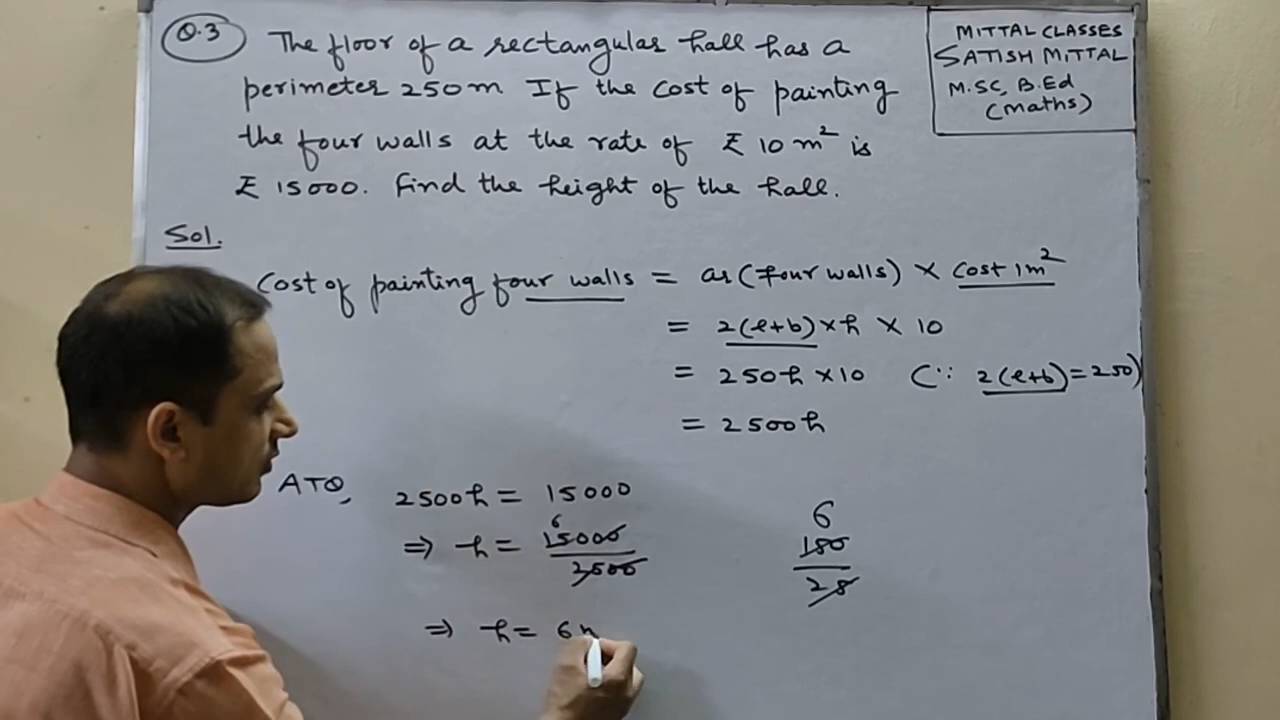 Q.3 The floor of a rectangular hall has a
perimeter 250m If the cost of painting
the four walls at the rate of ₹ 10 m² is
₹ 15000. Find the height of the hall.
MITTAL CLASSES
SATISH MITTAL
M.SC, B.Ed
(Maths)
Sol.
Cost of painting four walls = ar(four walls) × Cost 1m²
= 2(l+b)×h × 10
= 250h ×10 (∵ 2(l+b)=250)
= 2500h
ATQ,
2500h = 15000
⇒ h = 6 15000
2500
6
150
25
⇒ h = 6